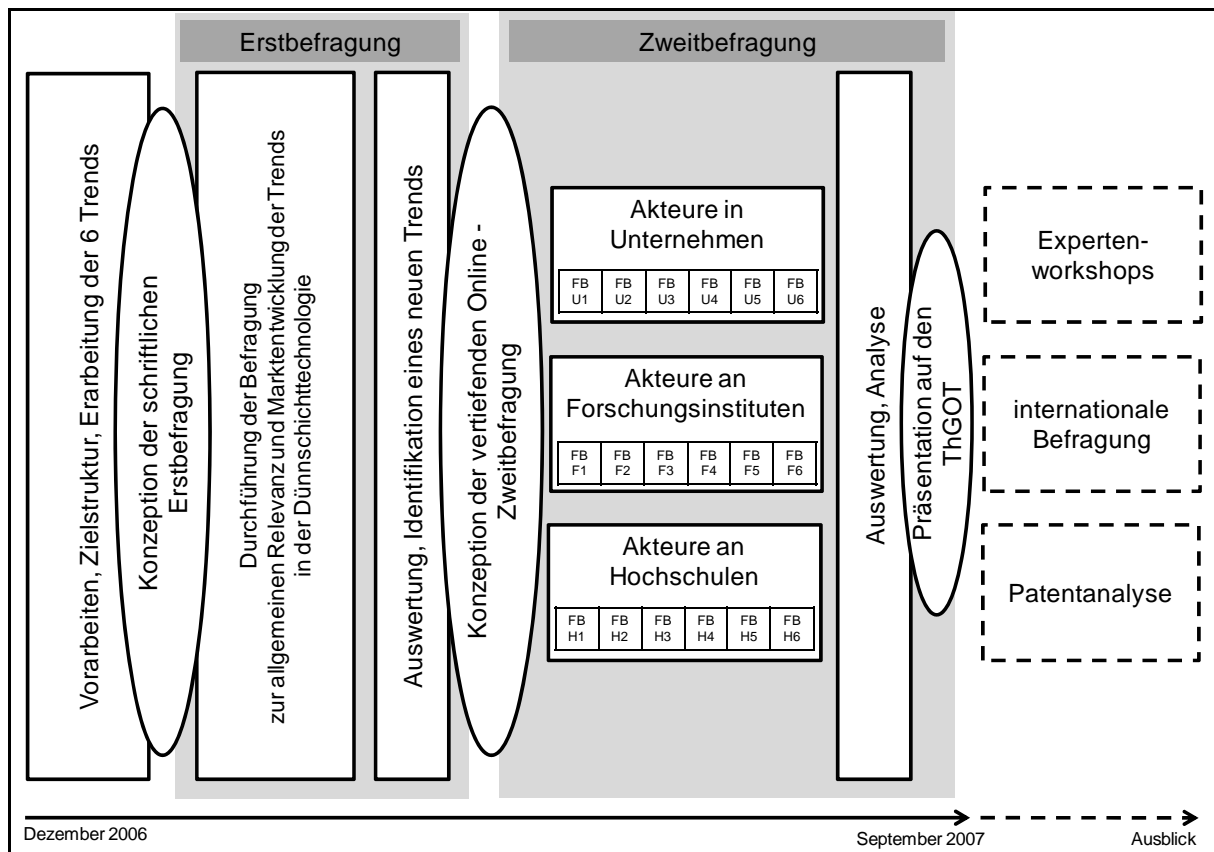 Erstbefragung
Zweitbefragung
Vorarbeiten, Zielstruktur, Erarbeitung der 6 Trends
Konzeption der schriftlichen
Erstbefragung
Durchführung der Befragung
zur allgemeinen Relevanz und Marktentwicklung der Trends
in der Dünnschichttechnologie
Auswertung, Identifikation eines neuen Trends
Konzeption der vertiefenden Online -
Zweitbefragung
Akteure in
Unternehmen
FB FB FB FB FB FB
U1 U2 U3 U4 U5 U6
Akteure an
Forschungsinstituten
FB FB FB FB FB FB
F1 F2 F3 F4 F5 F6
Akteure an
Hochschulen
FB FB FB FB FB FB
H1 H2 H3 H4 H5 H6
Auswertung, Analyse
Präsentation auf den
ThGOT
Experten-
workshops
internationale
Befragung
Patentanalyse
Dezember 2006
September 2007
Ausblick